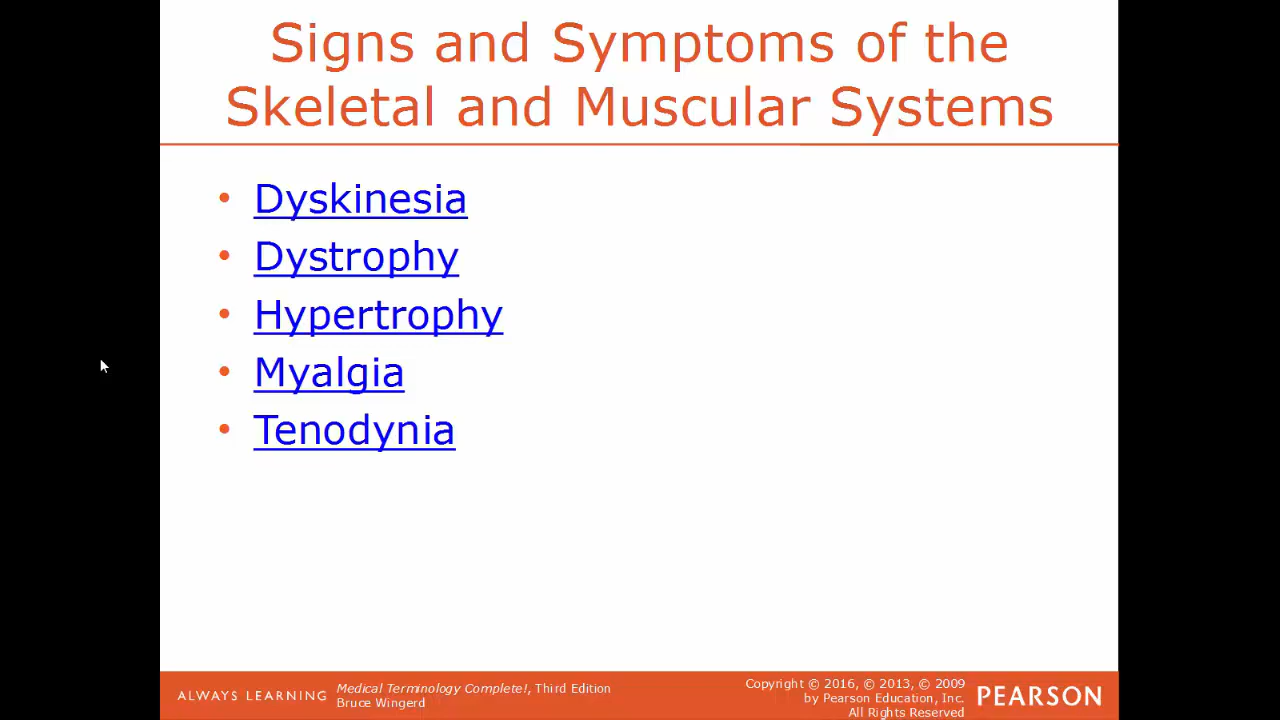 Signs and Symptoms of the
Skeletal and Muscular Systems
• Dyskinesia
• Dystrophy
• Hypertrophy
• Myalgia
• Tenodynia
ALWAYS LEARNING
Medical Terminology Complete!, Third Edition
Bruce Wingerd
Copyright © 2016, © 2013, © 2009
by Pearson Education, Inc.
All Rights Reserved
PEARSON